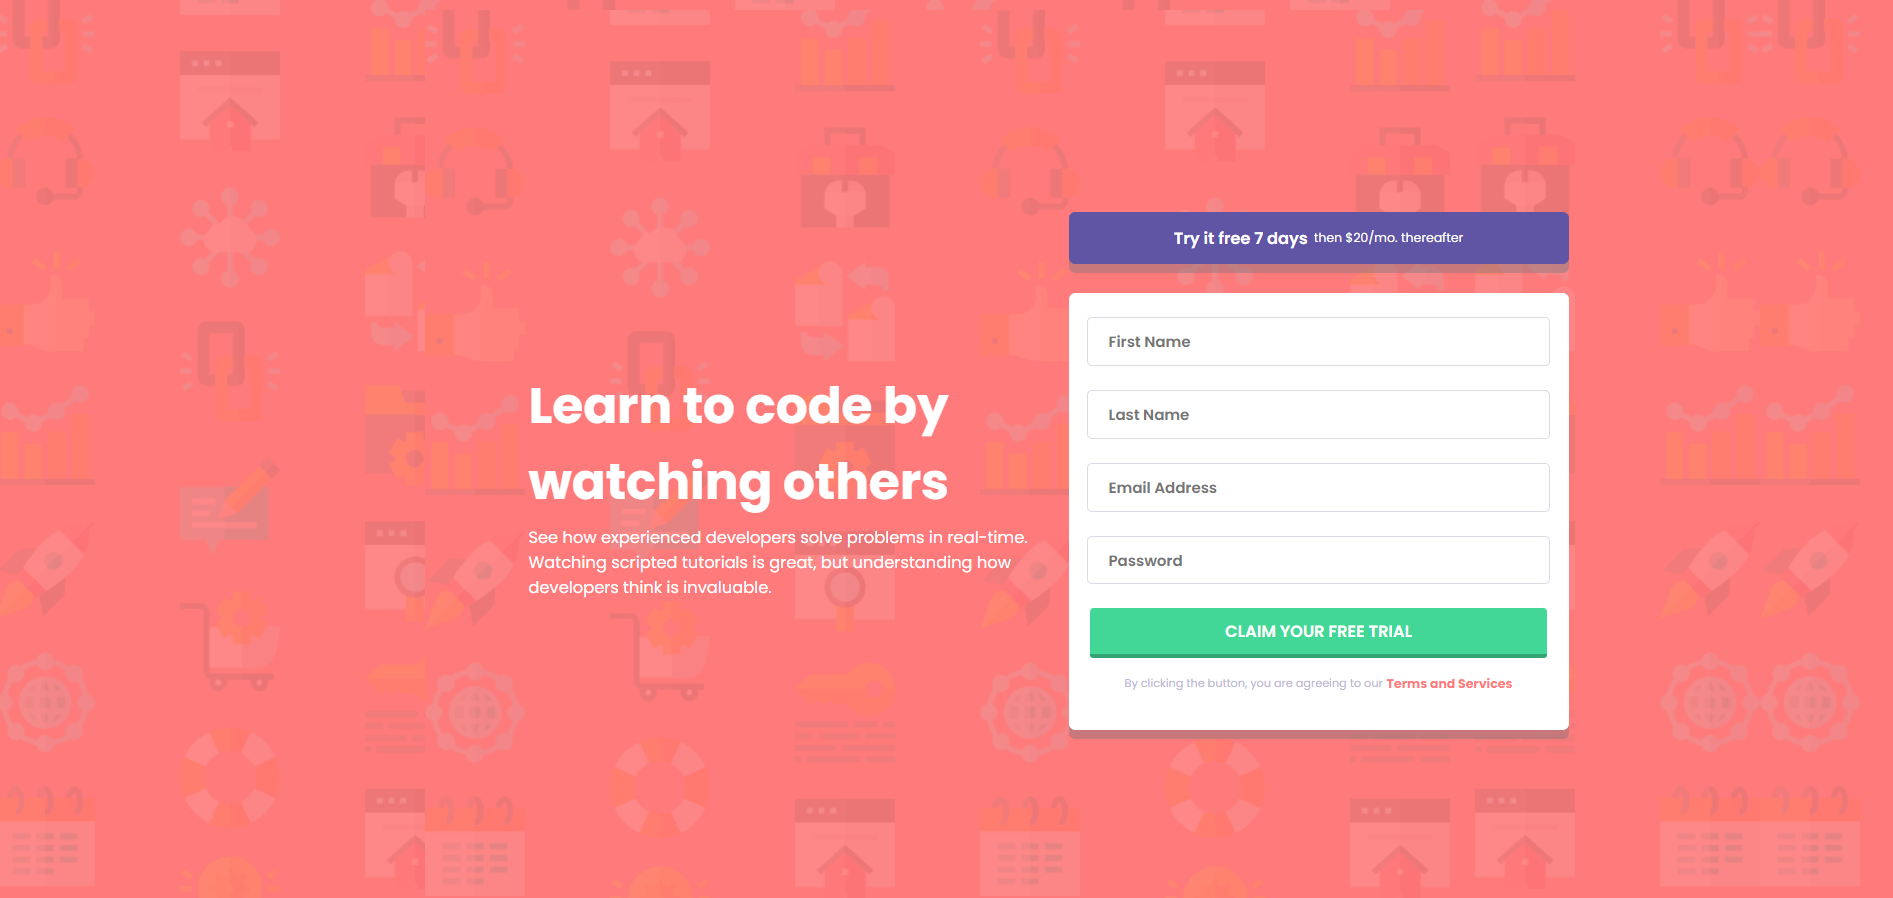 Learn to code by
watching others
See how experienced developers solve problems in real-time.
Watching scripted tutorials is great, but understanding how
developers think is invaluable.
Try it free 7 days then $20/mo. thereafter
First Name
Last Name
Email Address
Password
CLAIM YOUR FREE TRIAL
By clicking the button, you are agreeing to our Terms and Services